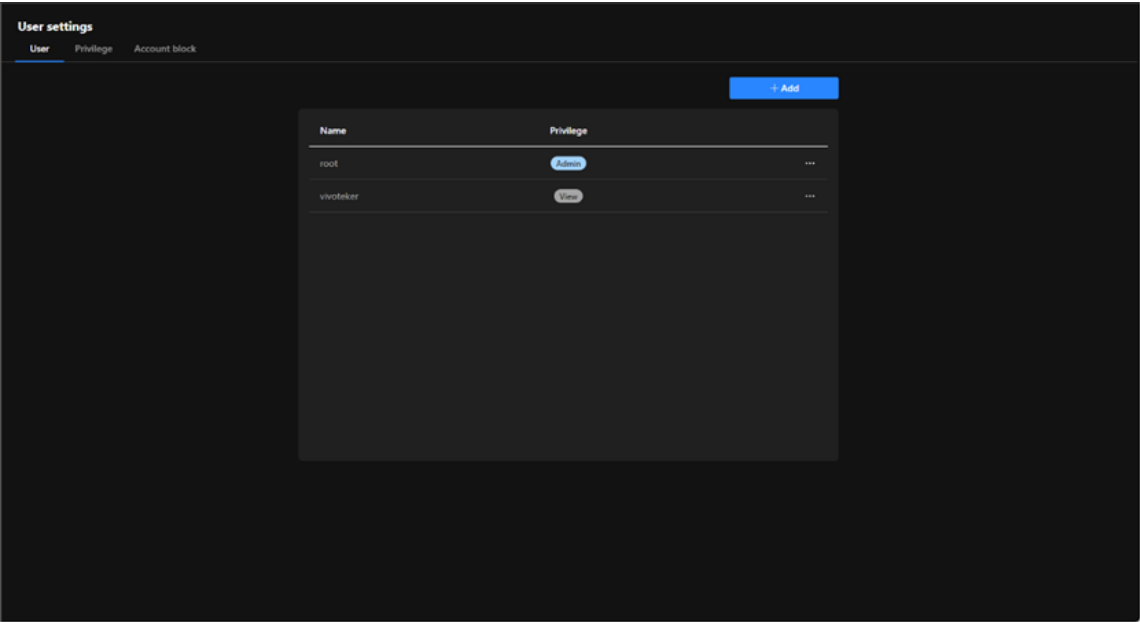 User settings
User Privilege Account block
+ Add
Name Privilege
root Admin ...
vivoteker View ...